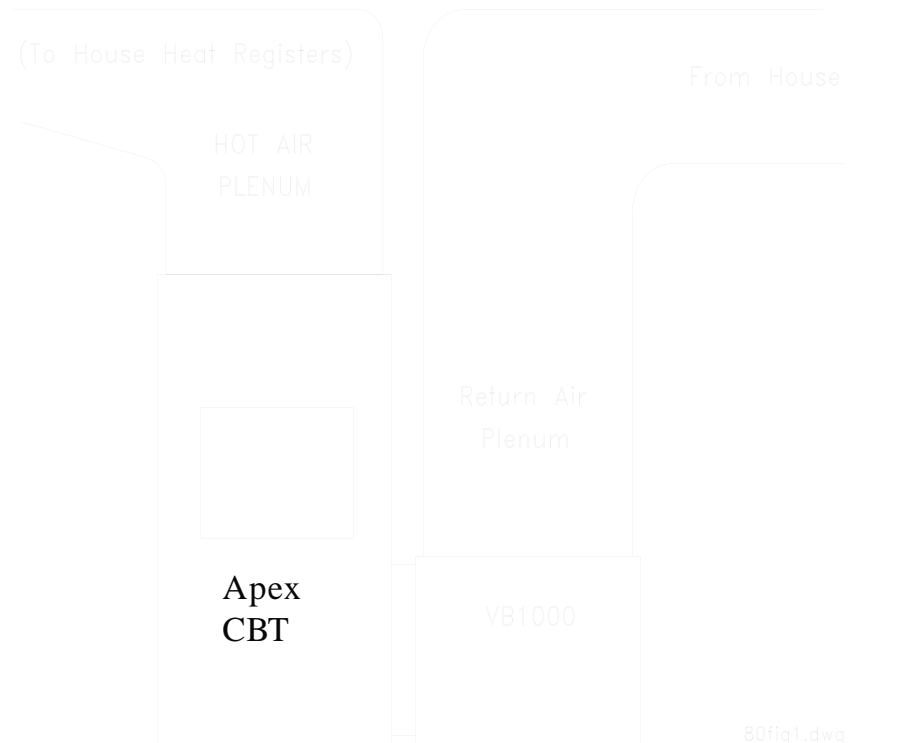 (To House Heat Registers)
From House
HOT AIR
PLENUM
Return Air
Plenum
Apex
CBT
VB1000
80fig1.dwg